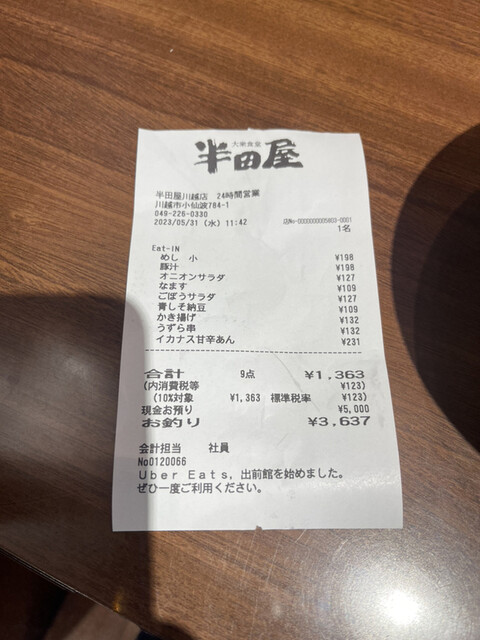 大衆食堂
半田屋
半田屋川越店 24時間営業
川越市小仙波784-1
049-226-0330
2023/05/31 (水) 11:42
1名
Eat-IN
めし 小 ¥198
豚汁 ¥198
オニオンサラダ ¥127
なます ¥109
ごぼうサラダ ¥127
青しそ納豆 ¥109
かき揚げ ¥132
うずら串 ¥132
イカナス甘辛あん ¥231
合計 9点 ¥1,363
(内消費税等 ¥123)
(10%対象 ¥1,363 標準税率 ¥123)
現金お預り ¥5,000
お釣り ¥3,637
会計担当 社員
No0120066
Uber Eats, 出前館を始めました。
ぜひ一度ご利用ください。